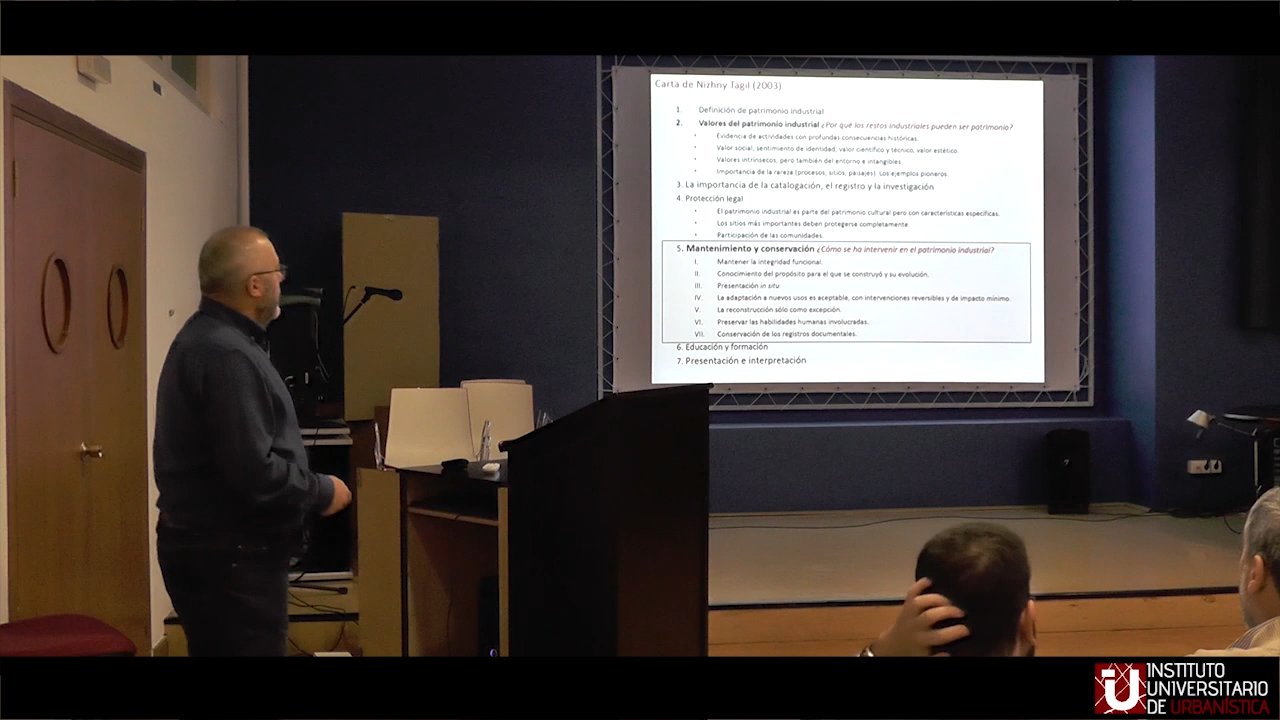 Carta de Nizhny Tagil (2003)
1. Definición de patrimonio industrial
2. Valores del patrimonio industrial ¿Por qué los restos industriales pueden ser patrimonio?
• Evidencia de actividades con profundas consecuencias históricas.
• Valor social, sentimiento de identidad, valor científico y técnico, valor estético.
• Valores intrínsecos, pero también del entorno e intangibles
• Importancia de la rareza (procesos, sitios, paisajes). Los ejemplos pioneros.
3. La importancia de la catalogación, el registro y la investigación
4. Protección legal
• El patrimonio industrial es parte del patrimonio cultural pero con características específicas.
• Los sitios más importantes deben protegerse completamente
• Participación de las comunidades.
5. Mantenimiento y conservación ¿Cómo se ha intervenir en el patrimonio industrial?
I. Mantener la integridad funcional.
II. Conocimiento del propósito para el que se construyó y su evolución.
III. Presentación in situ
IV. La adaptación a nuevos usos es aceptable, con intervenciones reversibles y de impacto mínimo.
V. La reconstrucción sólo como excepción.
VI. Preservar las habilidades humanas involucradas.
VII. Conservación de los registros documentales.
6. Educación y formación
7. Presentación e interpretación
INSTITUTO
UNIVERSITARIO
DE URBANÍSTICA